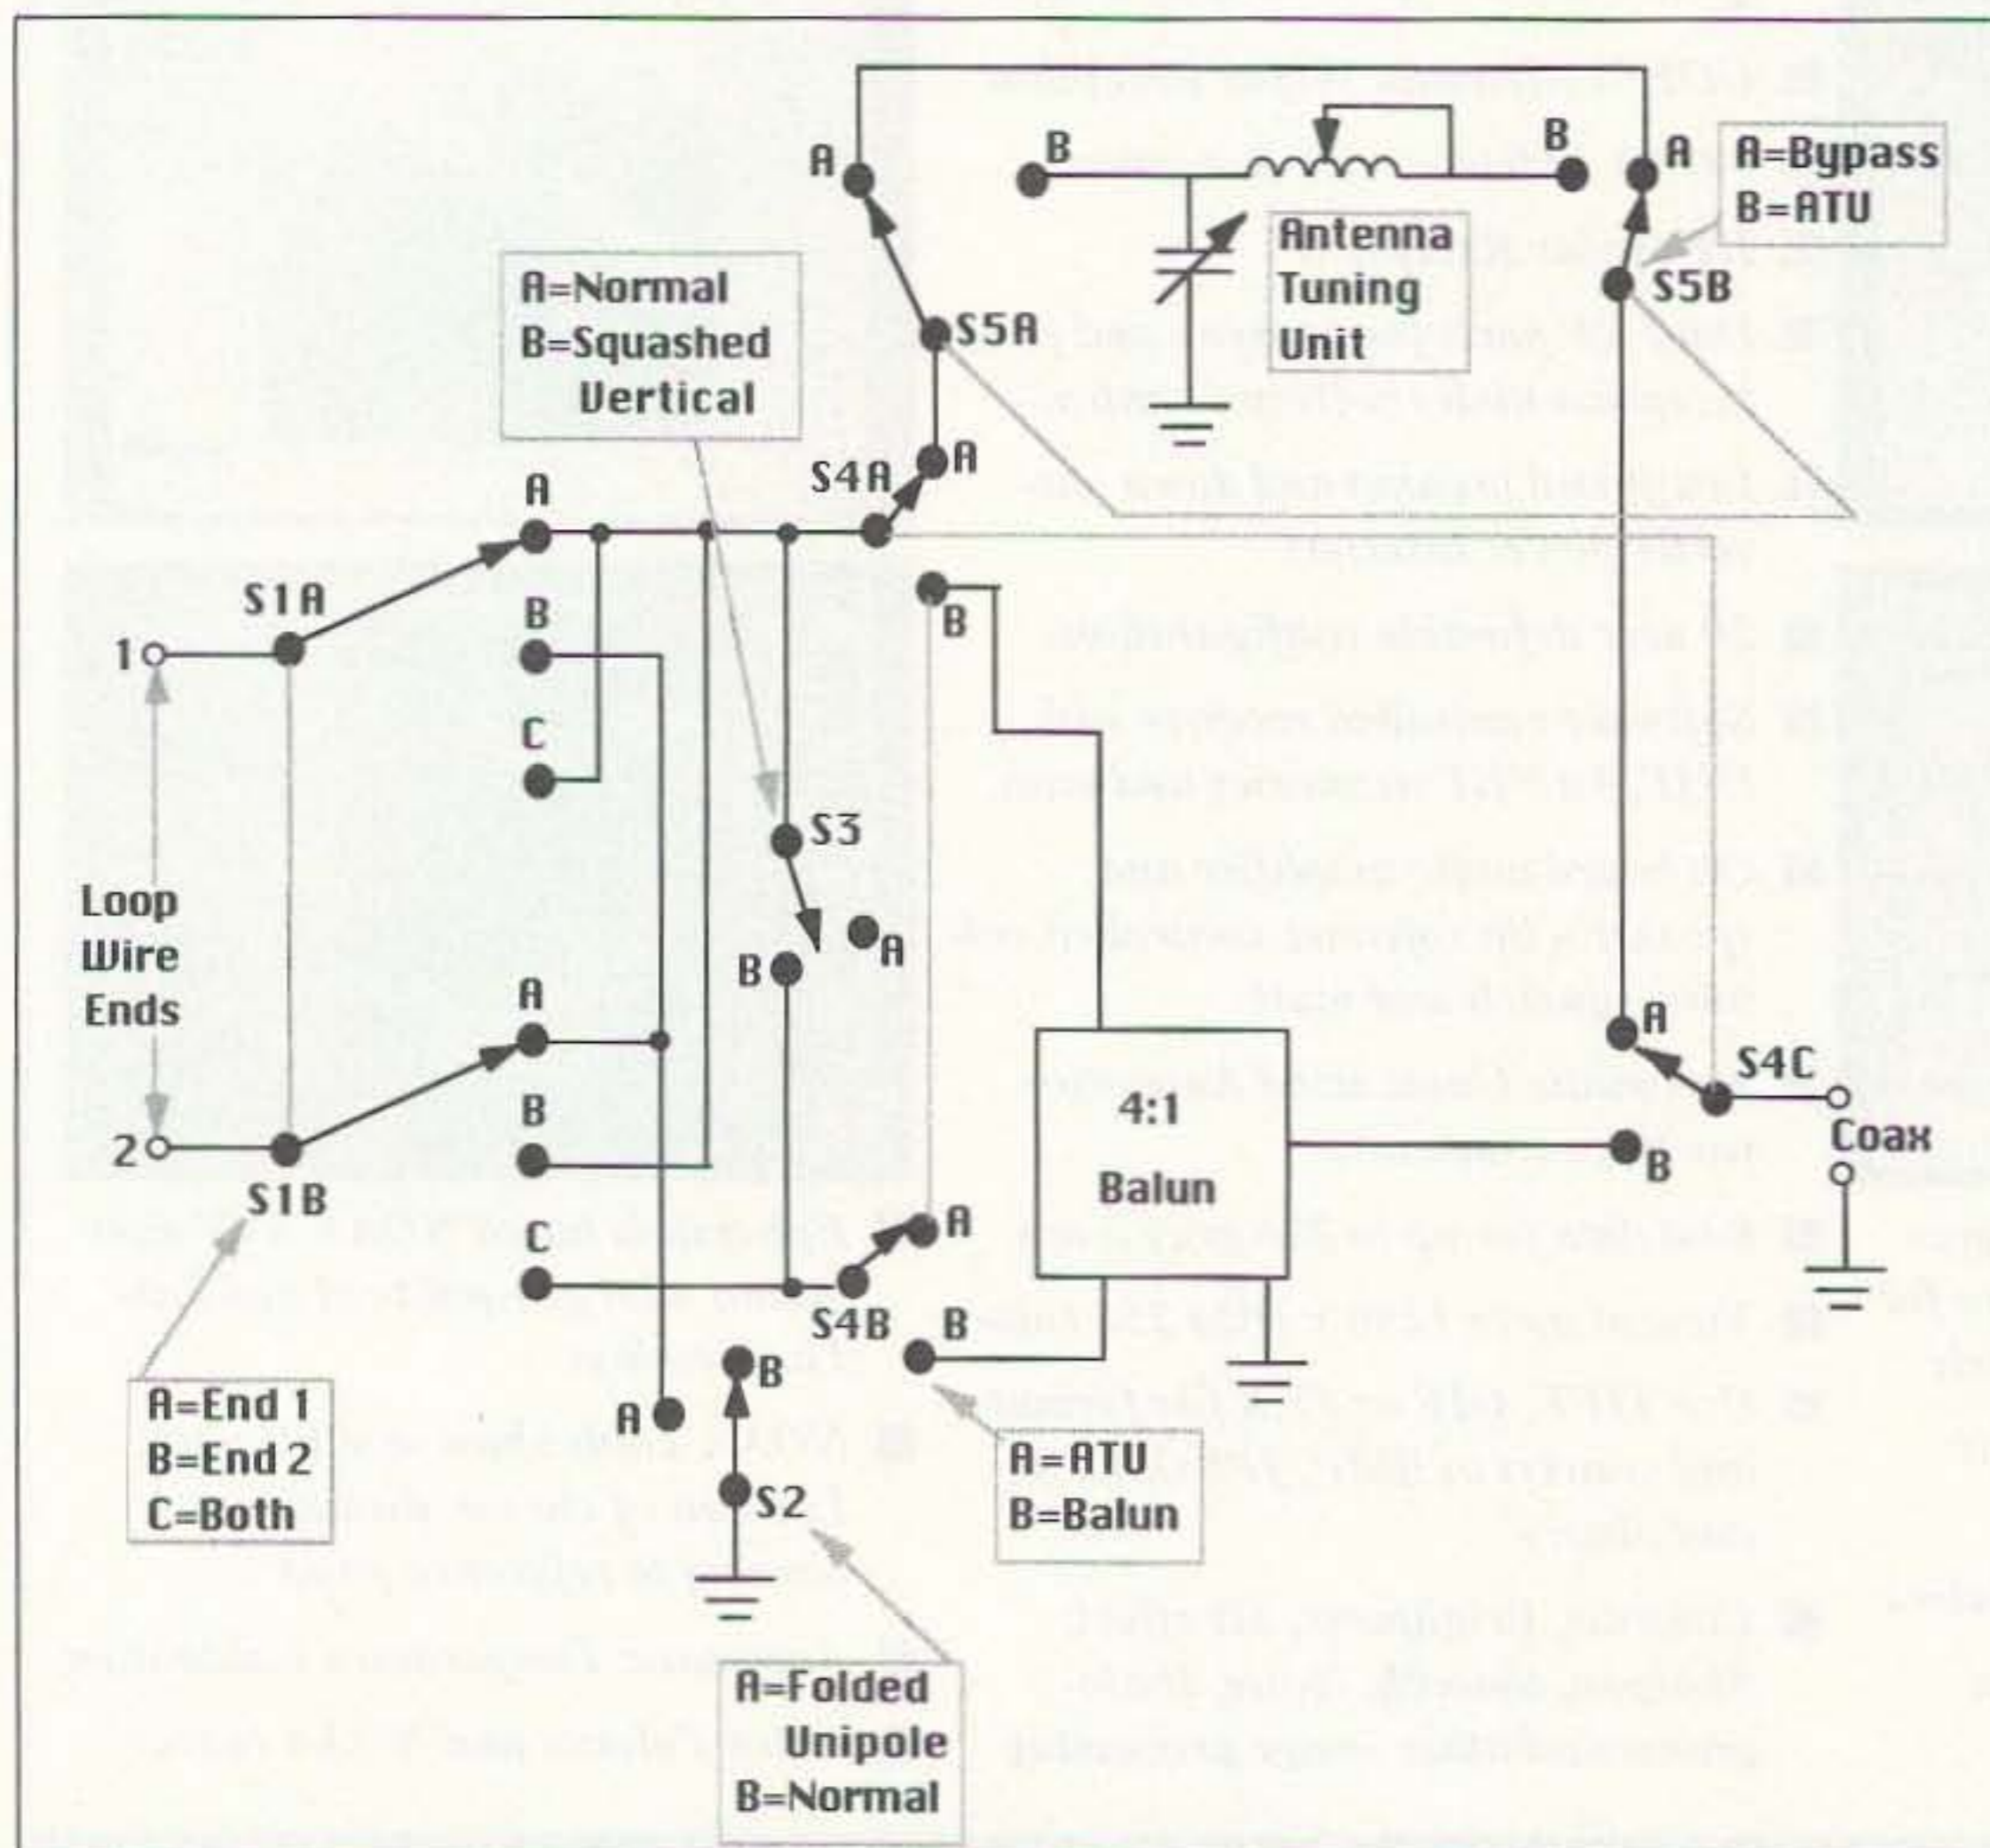 A
B
B
A
A=Bypass
B=ATU
Antenna
Tuning
Unit
S5B
A=Normal
B=Squashed
Vertical
S5A
A
S4A
A
S1A
B
B
1
C
S3
A
B
Loop
Wire
Ends
A
A
S4C
4:1
Balun
Coax
B
B
2
S1B
C
A
S4B
B
B
A
A=End 1
B=End 2
C=Both
S2
A=ATU
B=Balun
A=Folded
Unipole
B=Normal